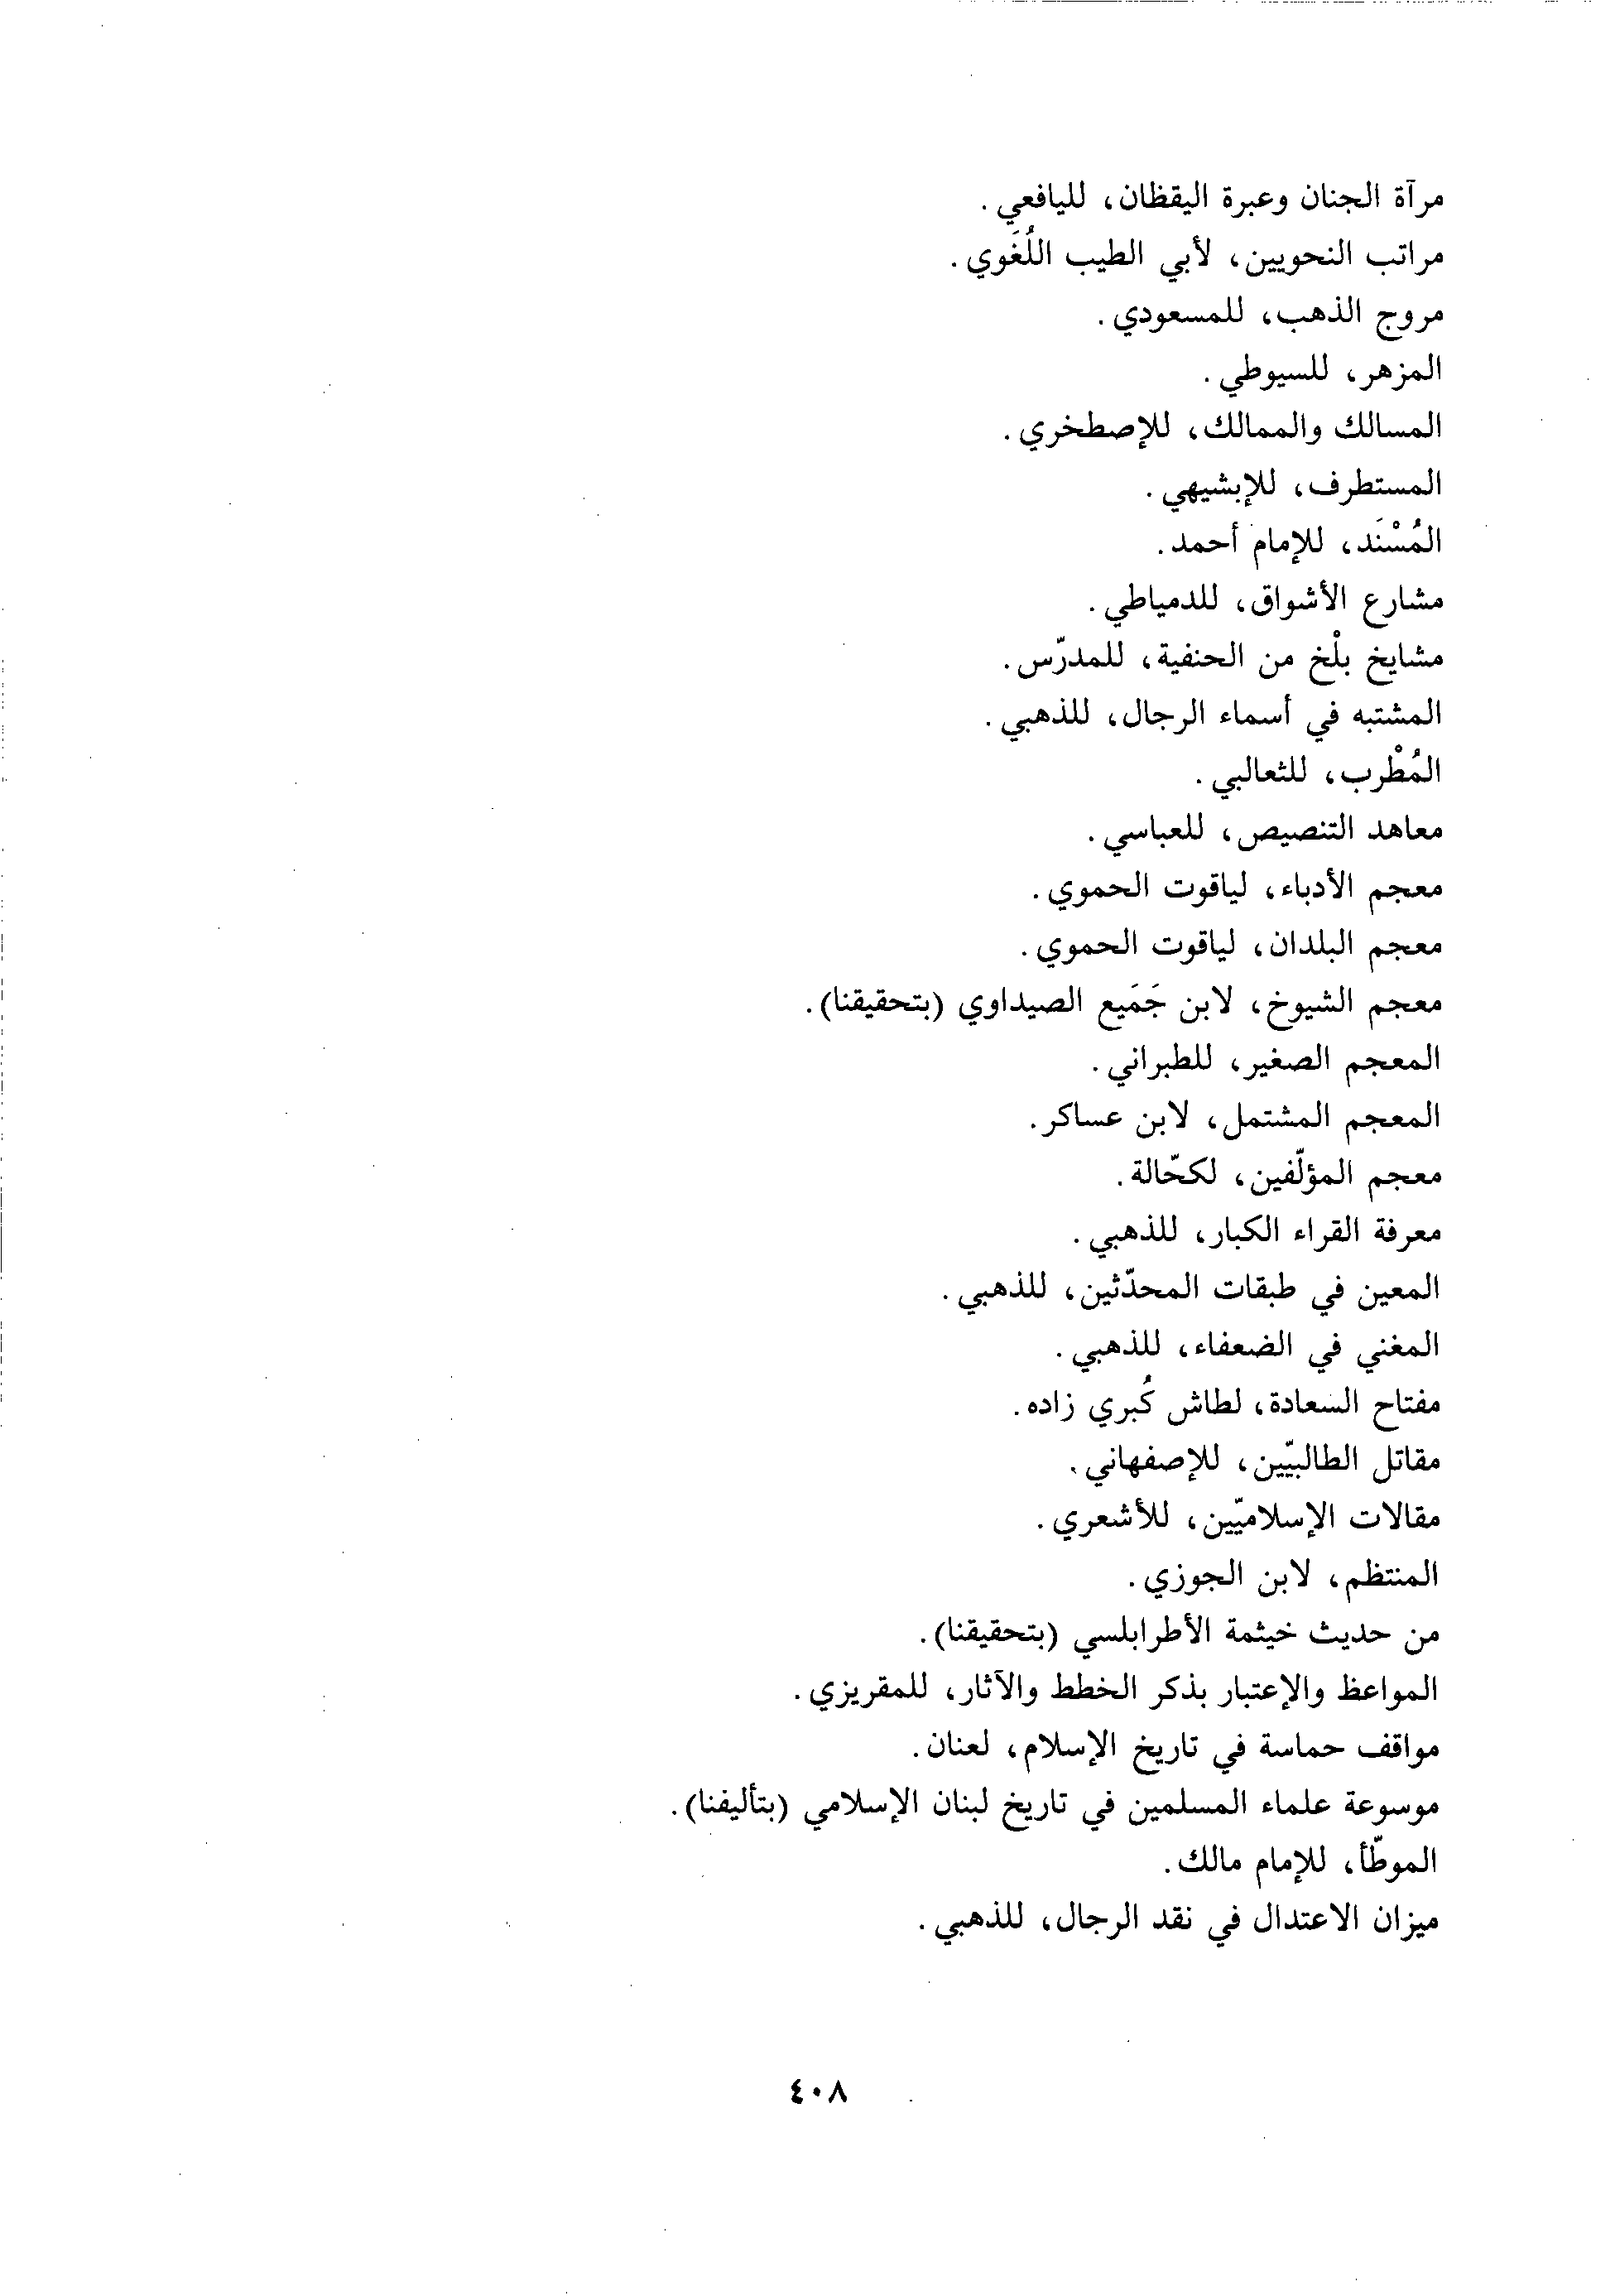 مرآة الجنان وعبرة اليقظان، لليافعي.
مراتب النحويين، لأبي الطيب اللُغَوي.
مروج الذهب، للمسعودي.
المزهر، للسيوطي.
المسالك والممالك، للإصطخري.
المستطرف، للإبشيهي.
المُسْنَد، للإمام أحمد.
مشارع الأشواق، للدمياطي.
مشايخ بلْخ من الحنفية، للمدرّس.
المشتبه في أسماء الرجال، للذهبي.
المُطْرب، للثعالبي.
معاهد التنصيص، للعباسي.
معجم الأدباء، لياقوت الحموي.
معجم البلدان، لياقوت الحموي.
معجم الشيوخ، لابن جَمَيع الصيداوي (بتحقيقنا).
المعجم الصغير، للطبراني.
المعجم المشتمل، لابن عساكر.
معجم المؤلّفين، لكحّالة.
معرفة القراء الكبار، للذهبي.
المعين في طبقات المحدّثين، للذهبي.
المغني في الضعفاء، للذهبي.
مفتاح السعادة، لطاش كُبري زاده.
مقاتل الطالبيّين، للإصفهاني.
مقالات الإسلاميّين، للأشعري.
المنتظم، لابن الجوزي.
من حديث خيثمة الأطرابلسي (بتحقيقنا).
المواعظ والإعتبار بذكر الخطط والآثار، للمقريزي.
مواقف حماسة في تاريخ الإسلام، لعنان.
موسوعة علماء المسلمين في تاريخ لبنان الإسلامي (بتأليفنا).
الموطّأ، للإمام مالك.
ميزان الاعتدال في نقد الرجال، للذهبي.
٤٠٨